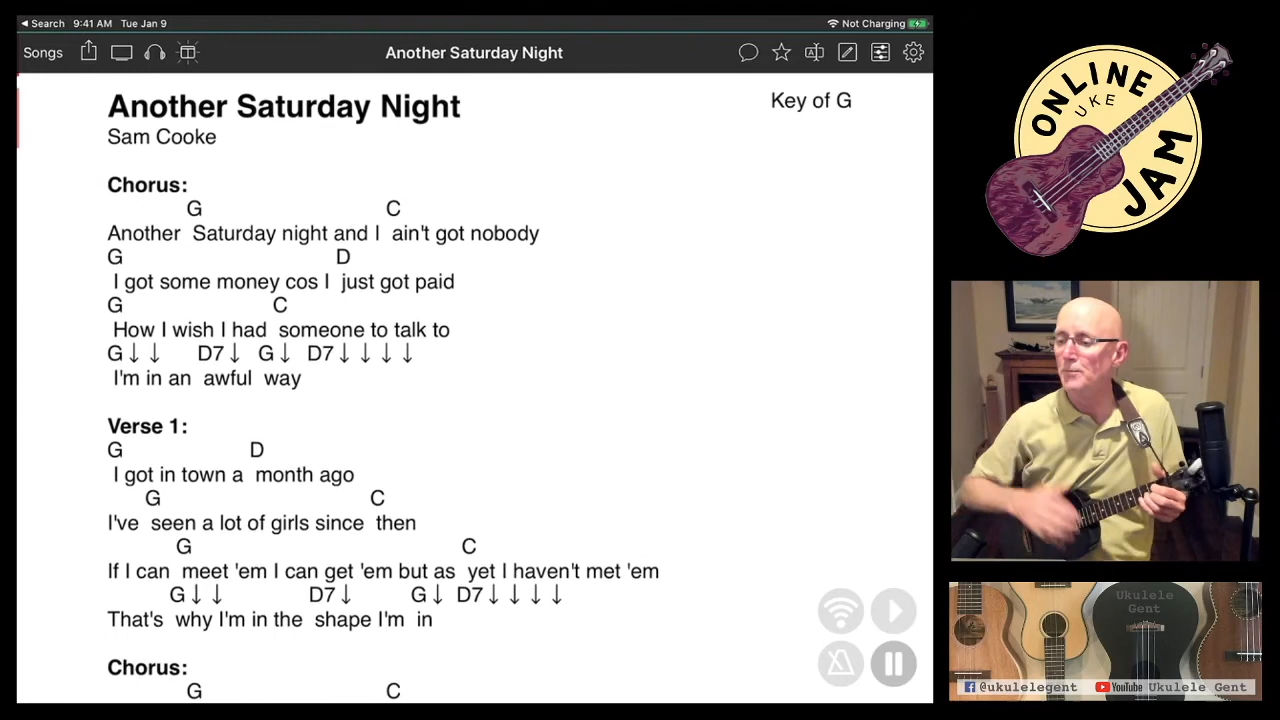 Search 9:41 AM Tue Jan 9 Not Charging
Songs Another Saturday Night
Another Saturday Night Key of G
Sam Cooke
Chorus:
G C
Another Saturday night and I ain't got nobody
G D
I got some money cos I just got paid
G C
How I wish I had someone to talk to
G↓ ↓ D7↓ G↓ D7↓ ↓ ↓ ↓
I'm in an awful way
Verse 1:
G D
I got in town a month ago
G C
I've seen a lot of girls since then
G C
If I can meet 'em I can get 'em but as yet I haven't met 'em
G↓ ↓ D7↓ G↓ D7↓ ↓ ↓ ↓
That's why I'm in the shape I'm in
Chorus:
G C
ONLINE
UKE
JAM
Ukulele
Gent
@ukulelegent YouTube Ukulele Gent